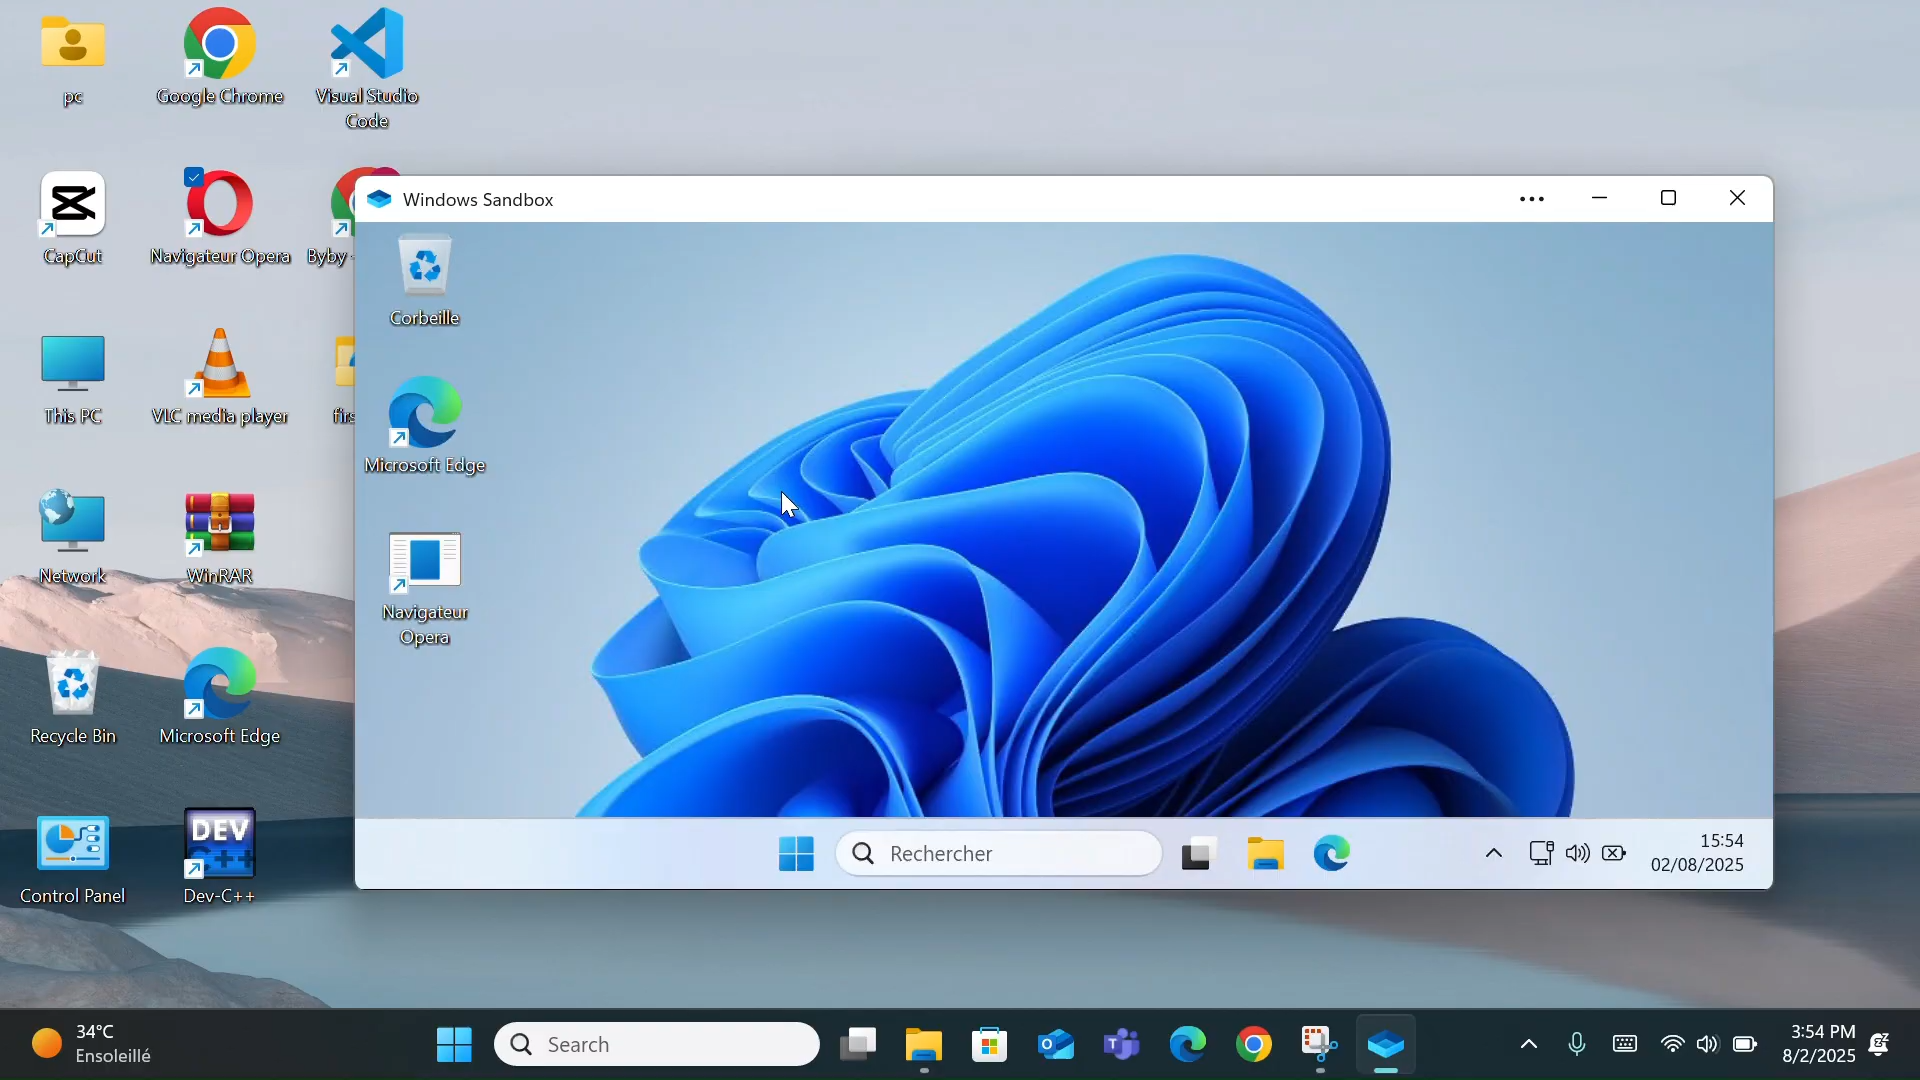 pc
Google Chrome
Visual Studio
Code
CapCut
Navigateur Opera
Byby -
This PC
VLC media player
firs
Network
WinRAR
Recycle Bin
Microsoft Edge
Control Panel
DEV
C++
Dev-C++
Windows Sandbox
Corbeille
Microsoft Edge
Navigateur
Opera
Rechercher
15:54
02/08/2025
34°C
Ensoleillé
Search
3:54 PM
8/2/2025